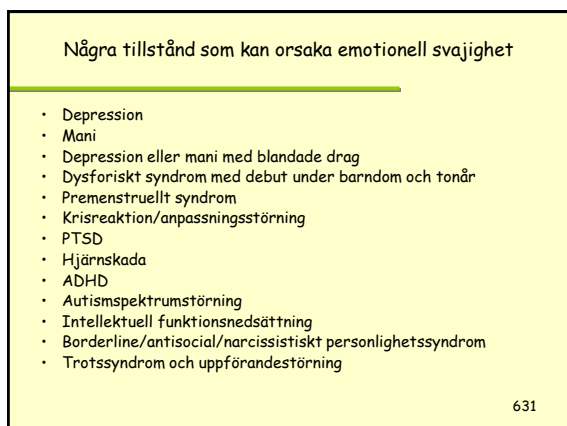 Några tillstånd som kan orsaka emotionell svajighet
• Depression
• Mani
• Depression eller mani med blandade drag
• Dysforiskt syndrom med debut under barndom och tonår
• Premenstruellt syndrom
• Krisreaktion/anpassningsstörning
• PTSD
• Hjärnskada
• ADHD
• Autismspektrumstörning
• Intellektuell funktionsnedsättning
• Borderline/antisocial/narcissistiskt personlighetssyndrom
• Trotssyndrom och uppförandestörning
631